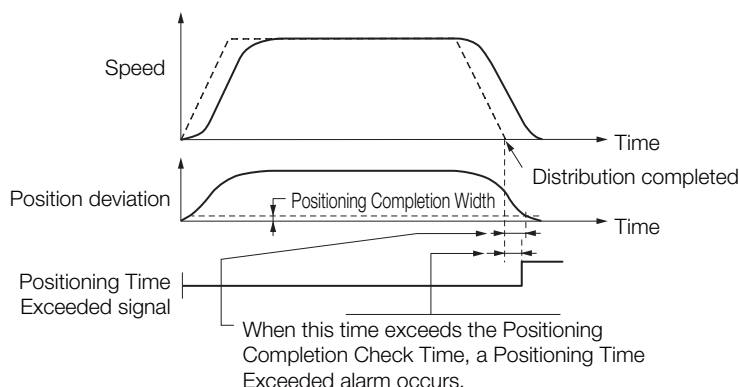 Speed
Time
Distribution completed
Position deviation
Positioning Completion Width
Time
Positioning Time
Exceeded signal
When this time exceeds the Positioning
Completion Check Time, a Positioning Time
Exceeded alarm occurs.